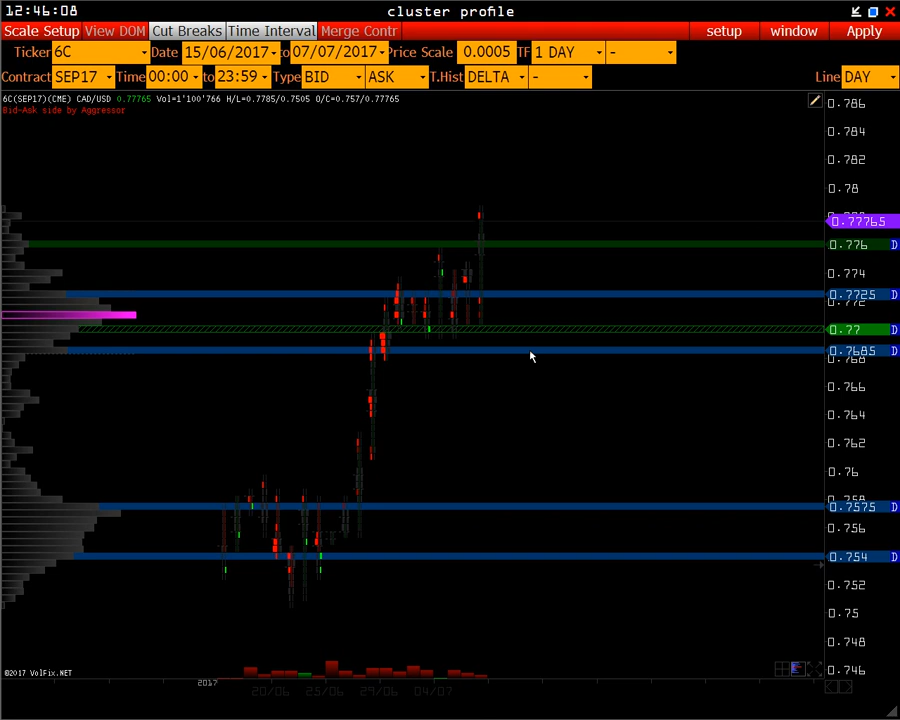 12:46:08 cluster profile
Scale Setup View DOM Cut Breaks Time Interval Merge Contr setup window Apply
Ticker 6C Date 15/06/2017 to 07/07/2017 Price Scale 0.0005 TF 1 DAY -
Contract SEP17 Time 00:00 to 23:59 Type BID ASK T.Hist DELTA - Line DAY
6C(SEP17)(CME) CAD/USD 0.77765 Vol=1'100'766 H/L=0.7785/0.7505 O/C=0.757/0.77765
Bid-Ask side by Aggressor
0.786
0.784
0.782
0.78
0.77765
0.776 D
0.774
0.7725 D
0.772
0.77 D
0.7685 D
0.768
0.766
0.764
0.762
0.76
0.758
0.7575 D
0.756
0.754 D
0.752
0.75
0.748
0.746
©2017 VolFix.NET
2017
20/06 25/06 29/06 04/07